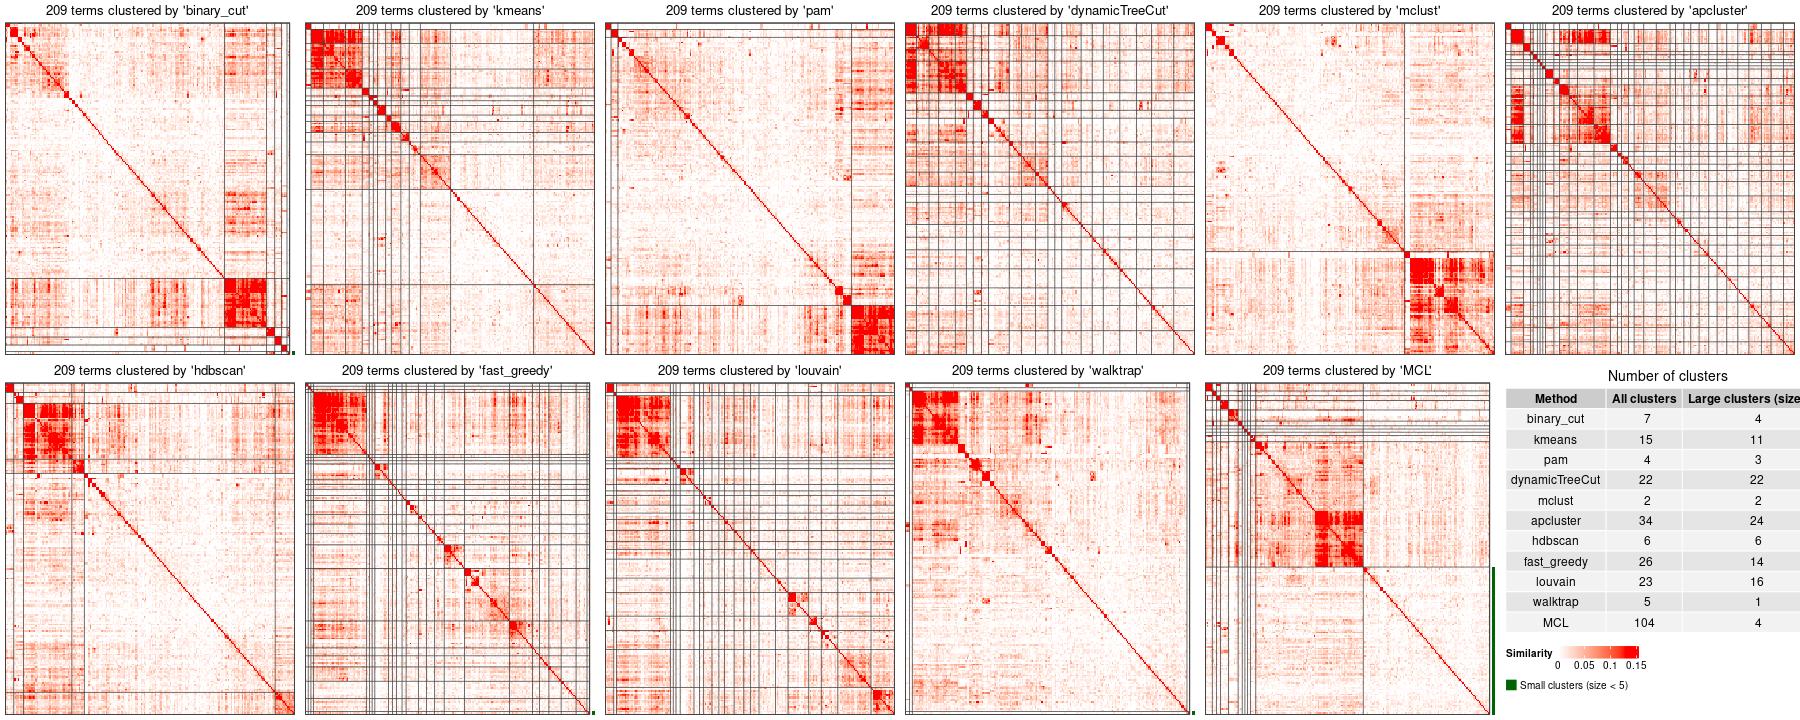 209 terms clustered by 'binary_cut'
209 terms clustered by 'kmeans'
209 terms clustered by 'pam'
209 terms clustered by 'dynamicTreeCut'
209 terms clustered by 'mclust'
209 terms clustered by 'apcluster'
209 terms clustered by 'hdbscan'
209 terms clustered by 'fast_greedy'
209 terms clustered by 'louvain'
209 terms clustered by 'walktrap'
209 terms clustered by 'MCL'
Number of clusters
Method All clusters Large clusters (size
binary_cut 7 4
kmeans 15 11
pam 4 3
dynamicTreeCut 22 22
mclust 2 2
apcluster 34 24
hdbscan 6 6
fast_greedy 26 14
louvain 23 16
walktrap 5 1
MCL 104 4
Similarity
0 0.05 0.1 0.15
Small clusters (size < 5)